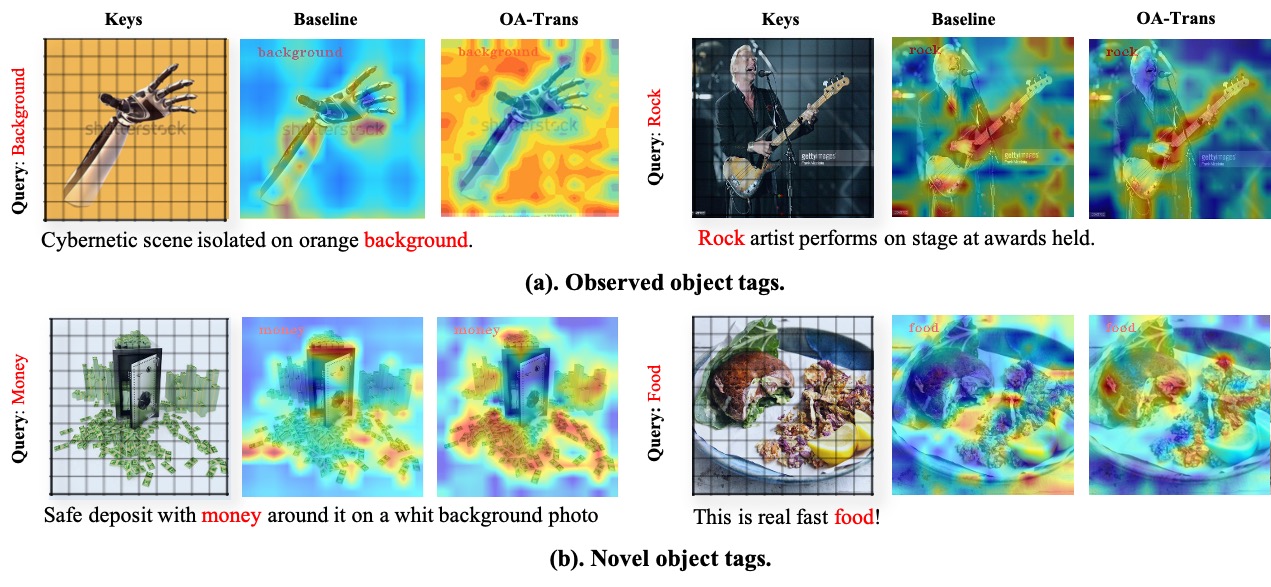 Keys Baseline OA-Trans Keys Baseline OA-Trans
Query: Background
shutterstock
background
shutterstock
background
shutterstock
Query: Rock
gettyimages
rock
gettyimages
rock
gettyimages
Cybernetic scene isolated on orange background.
Rock artist performs on stage at awards held.
(a). Observed object tags.
Query: Money
money
money
Query: Food
food
food
Safe deposit with money around it on a whit background photo
This is real fast food!
(b). Novel object tags.